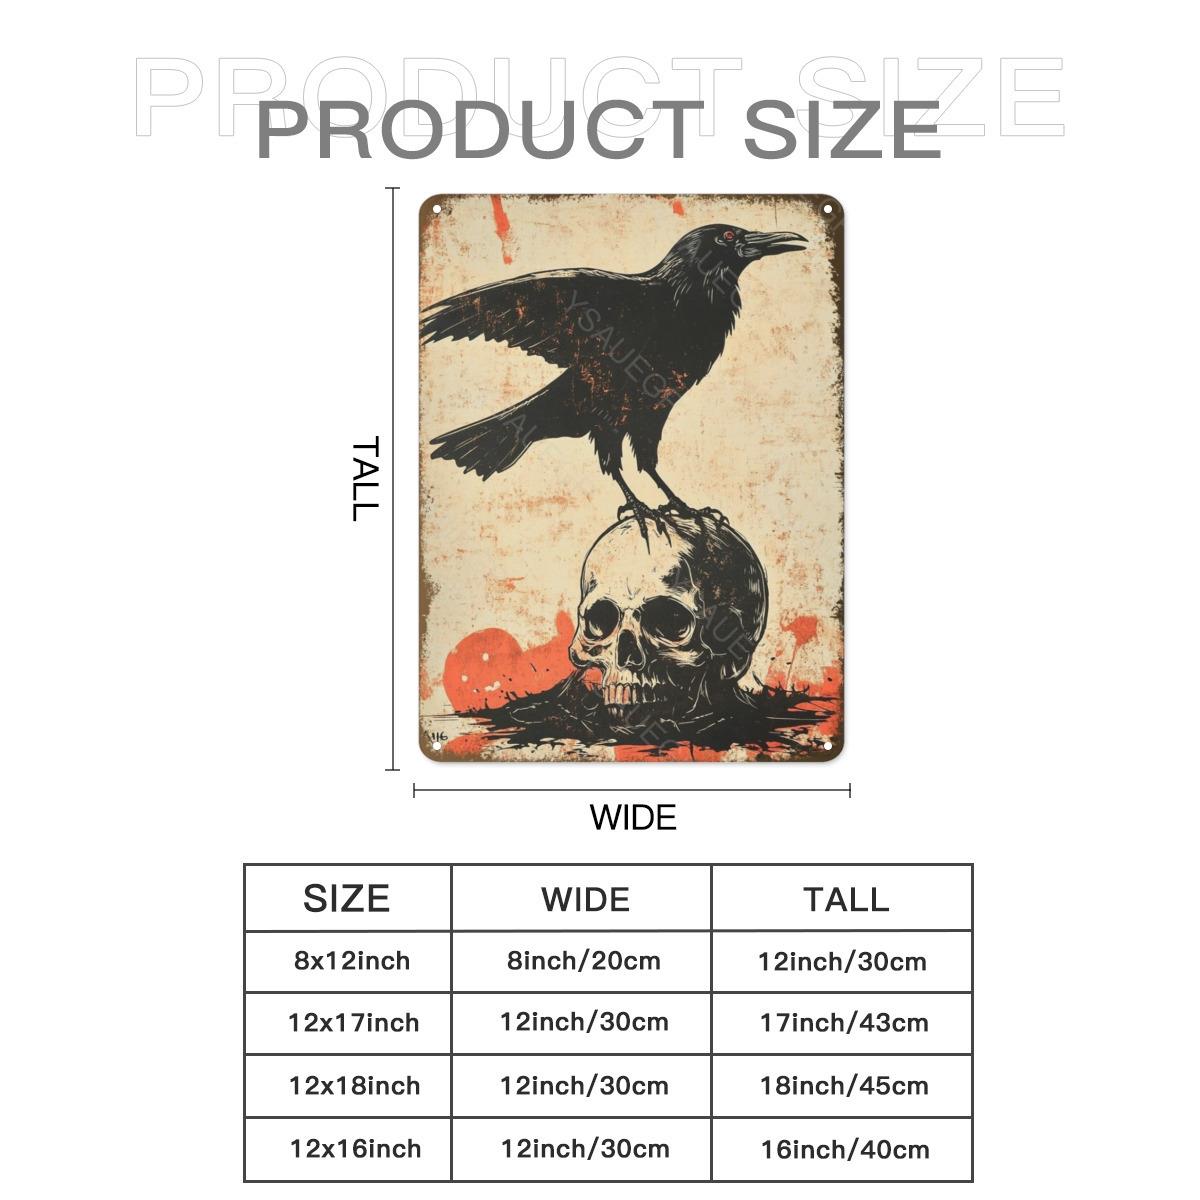 PRODUCT SIZE
PRODUCT SIZE
TALL
YSAUEGF
116
WIDE
SIZE WIDE TALL
8x12inch 8inch/20cm 12inch/30cm
12x17inch 12inch/30cm 17inch/43cm
12x18inch 12inch/30cm 18inch/45cm
12x16inch 12inch/30cm 16inch/40cm